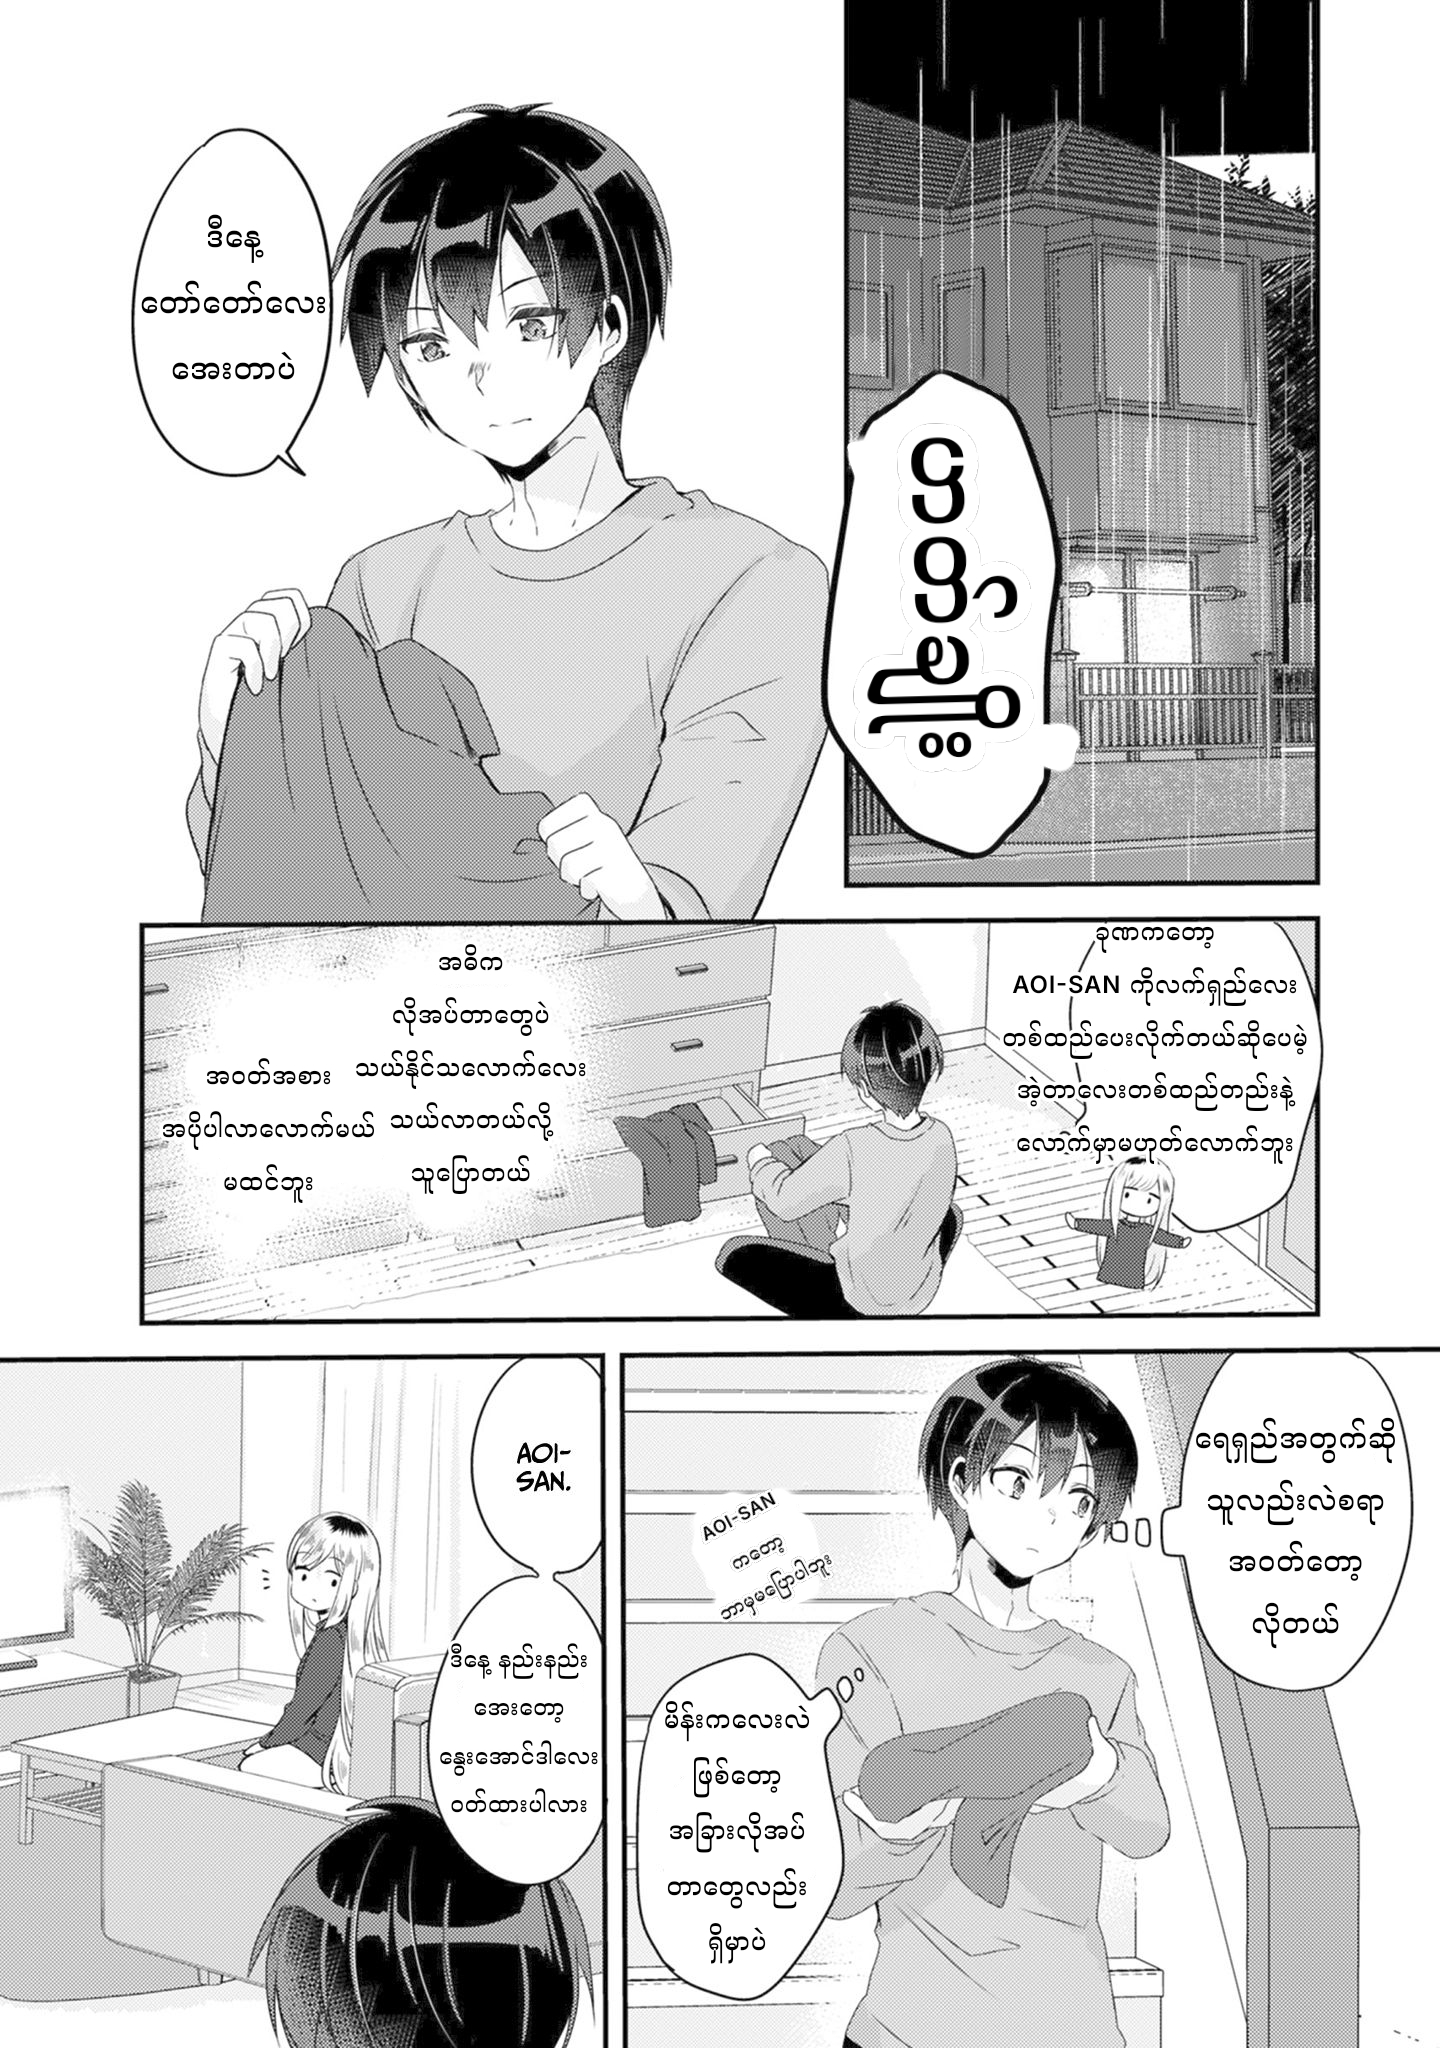 ဒီနေ့
တော်တော်လေး
အေးတာပဲ
ခုဏကတော့
AOI-SAN ကိုလက်ရှည်လေး
တစ်ထည်ပေးလိုက်တယ်ဆိုပေမဲ့
အဲ့တာလေးတစ်ထည်တည်းနဲ့
လောက်မှာမဟုတ်လောက်ဘူး
အဓိက
လိုအပ်တာတွေပဲ
သယ်နိုင်သလောက်လေး
သယ်လာတယ်လို့
သူပြောတယ်
အဝတ်အစား
အပိုပါလာလောက်မယ်
မထင်ဘူး
ရေရှည်အတွက်ဆို
သူလည်းလဲစရာ
အဝတ်တော့
လိုတယ်
AOI-SAN
ကတော့
ဘာမှမပြောပါဘူး
မိန်းကလေးလဲ
ဖြစ်တော့
အခြားလိုအပ်
တာတွေလည်း
ရှိမှာပဲ
AOI-
SAN.
ဒီနေ့ နည်းနည်း
အေးတော့
နွေးအောင်ဒါလေး
ဝတ်ထားပါလား